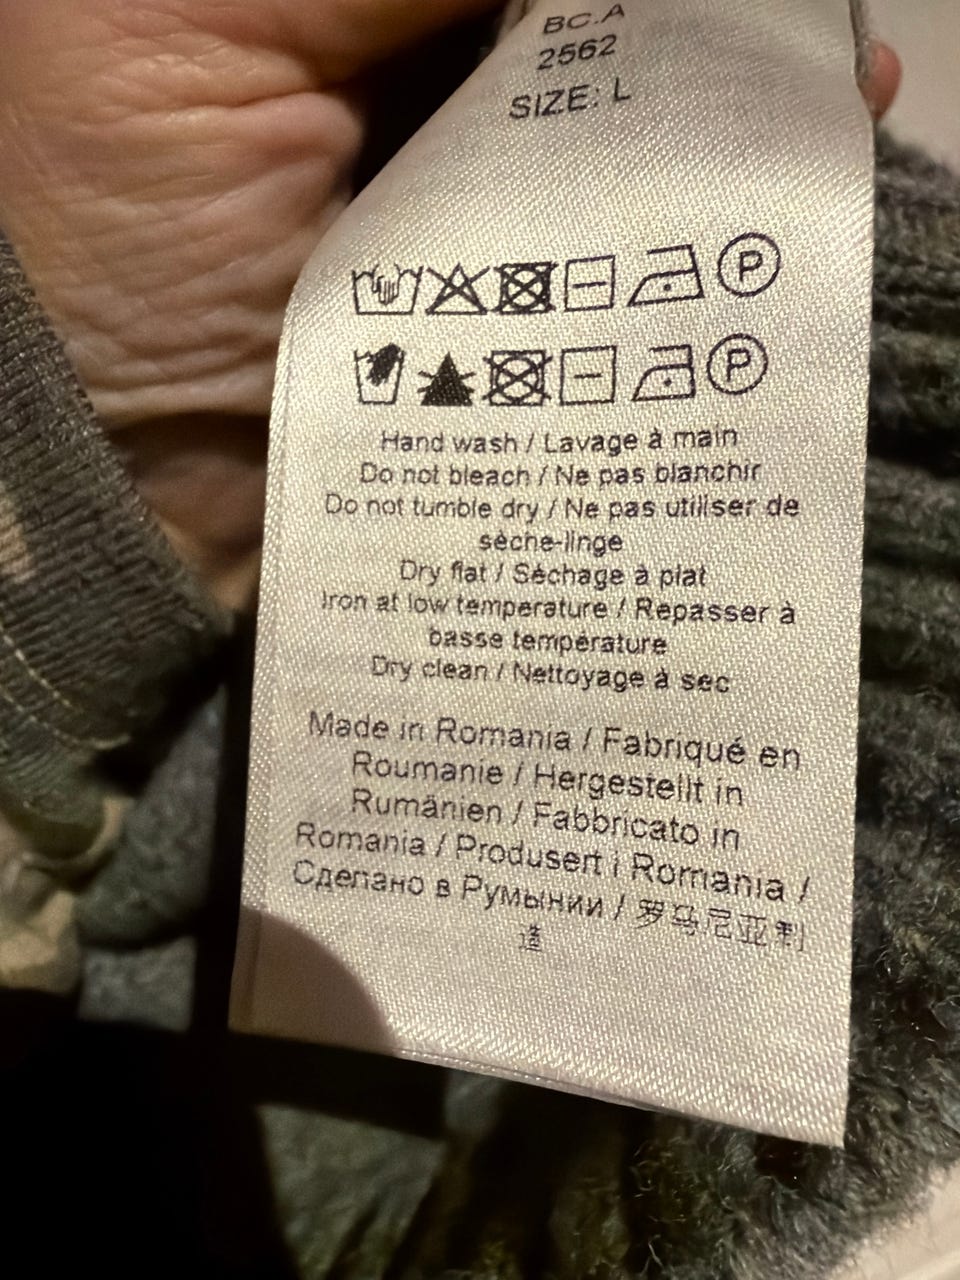 BC.A
2562
SIZE: L
P
P
Hand wash / Lavage à main
Do not bleach / Ne pas blanchir
Do not tumble dry / Ne pas utiliser de
sèche-linge
Dry flat / Séchage à plat
Iron at low temperature / Repasser à
basse température
Dry clean / Nettoyage à sec
Made in Romania / Fabriqué en
Roumanie / Hergestellt in
Rumänien / Fabbricato in
Romania / Produsert i Romania /
Сделано в Румынии / 罗马尼亚制
造